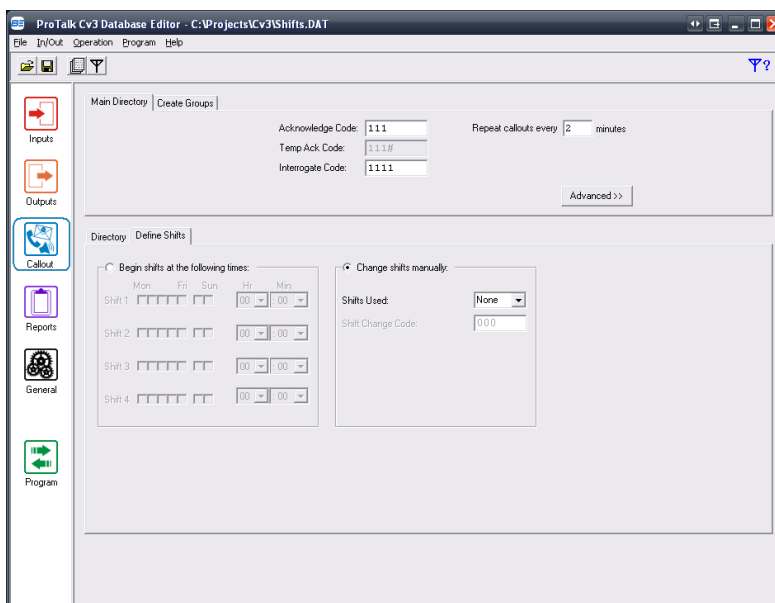 ProTalk Cv3 Database Editor - C:\Projects\Cv3\Shifts.DAT
File In/Out Operation Program Help
?
Main Directory Create Groups
Acknowledge Code: 111 Repeat callouts every 2 minutes
Temp Ack Code: 111#
Interrogate Code: 1111
Advanced >>
Inputs
Outputs
Callout
Reports
General
Program
Directory Define Shifts
Begin shifts at the following times:
Mon Fri Sun Hr Min
Shift 1 00 : 00
Shift 2 00 : 00
Shift 3 00 : 00
Shift 4 00 : 00
Change shifts manually:
Shifts Used: None
Shift Change Code: 000